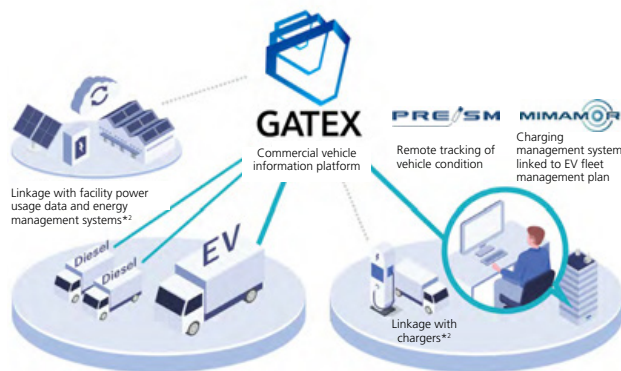 GATEX
Commercial vehicle
information platform
PREISM
Remote tracking of
vehicle condition
MIMAMOR
Charging
management system
linked to EV fleet
management plan
Linkage with facility power
usage data and energy
management systems*2
Diesel
Diesel
EV
Linkage with
chargers*2